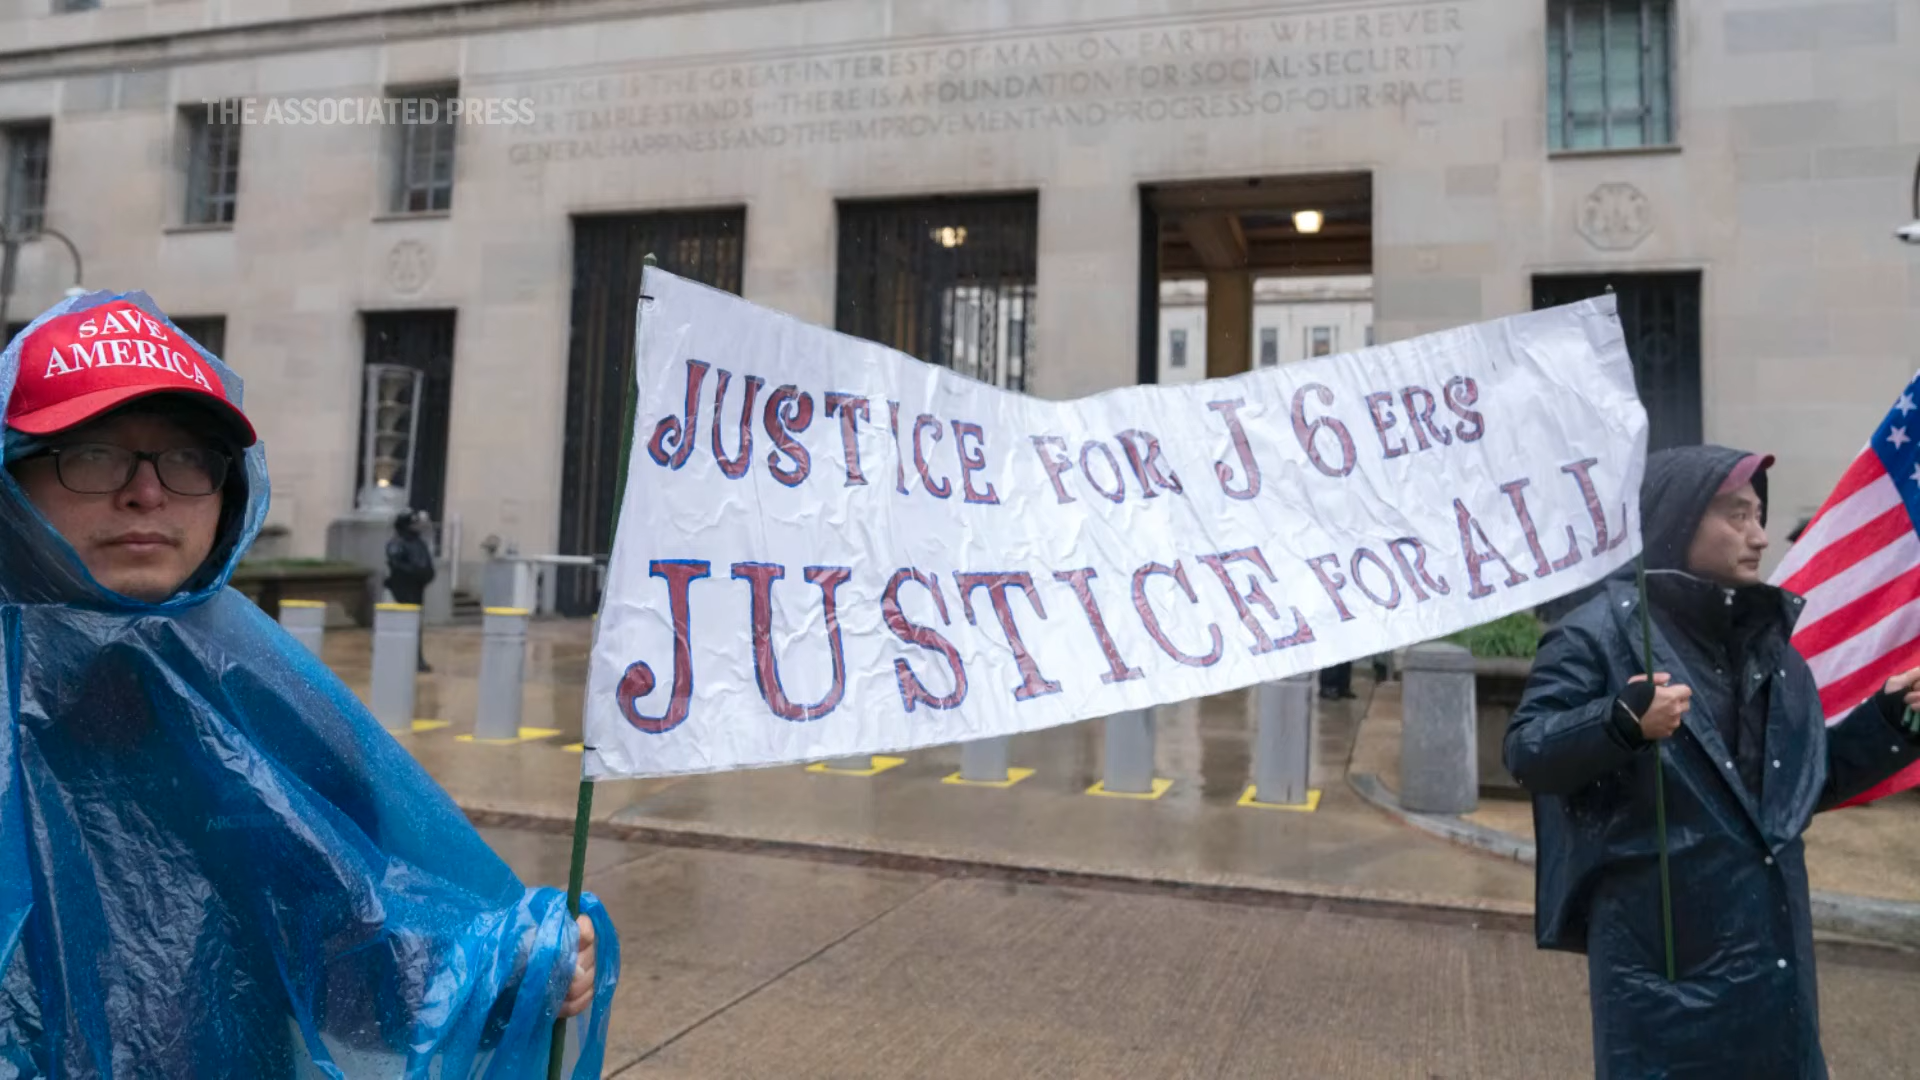 JUSTICE IS THE GREAT INTEREST OF MAN ON EARTH · WHEREVER
HER TEMPLE STANDS · THERE IS A FOUNDATION FOR SOCIAL SECURITY
GENERAL HAPPINESS AND THE IMPROVEMENT AND PROGRESS OF OUR RACE
THE ASSOCIATED PRESS
SAVE
AMERICA
JUSTICE FOR J6ERS
JUSTICE FOR ALL